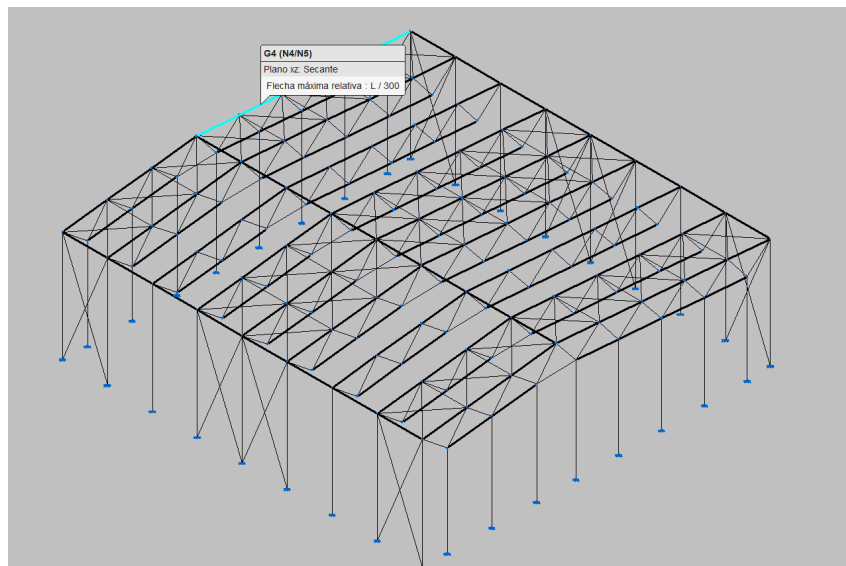 G4 (N4/N5)
Plano xz: Secante
Flecha máxima relativa : L / 300